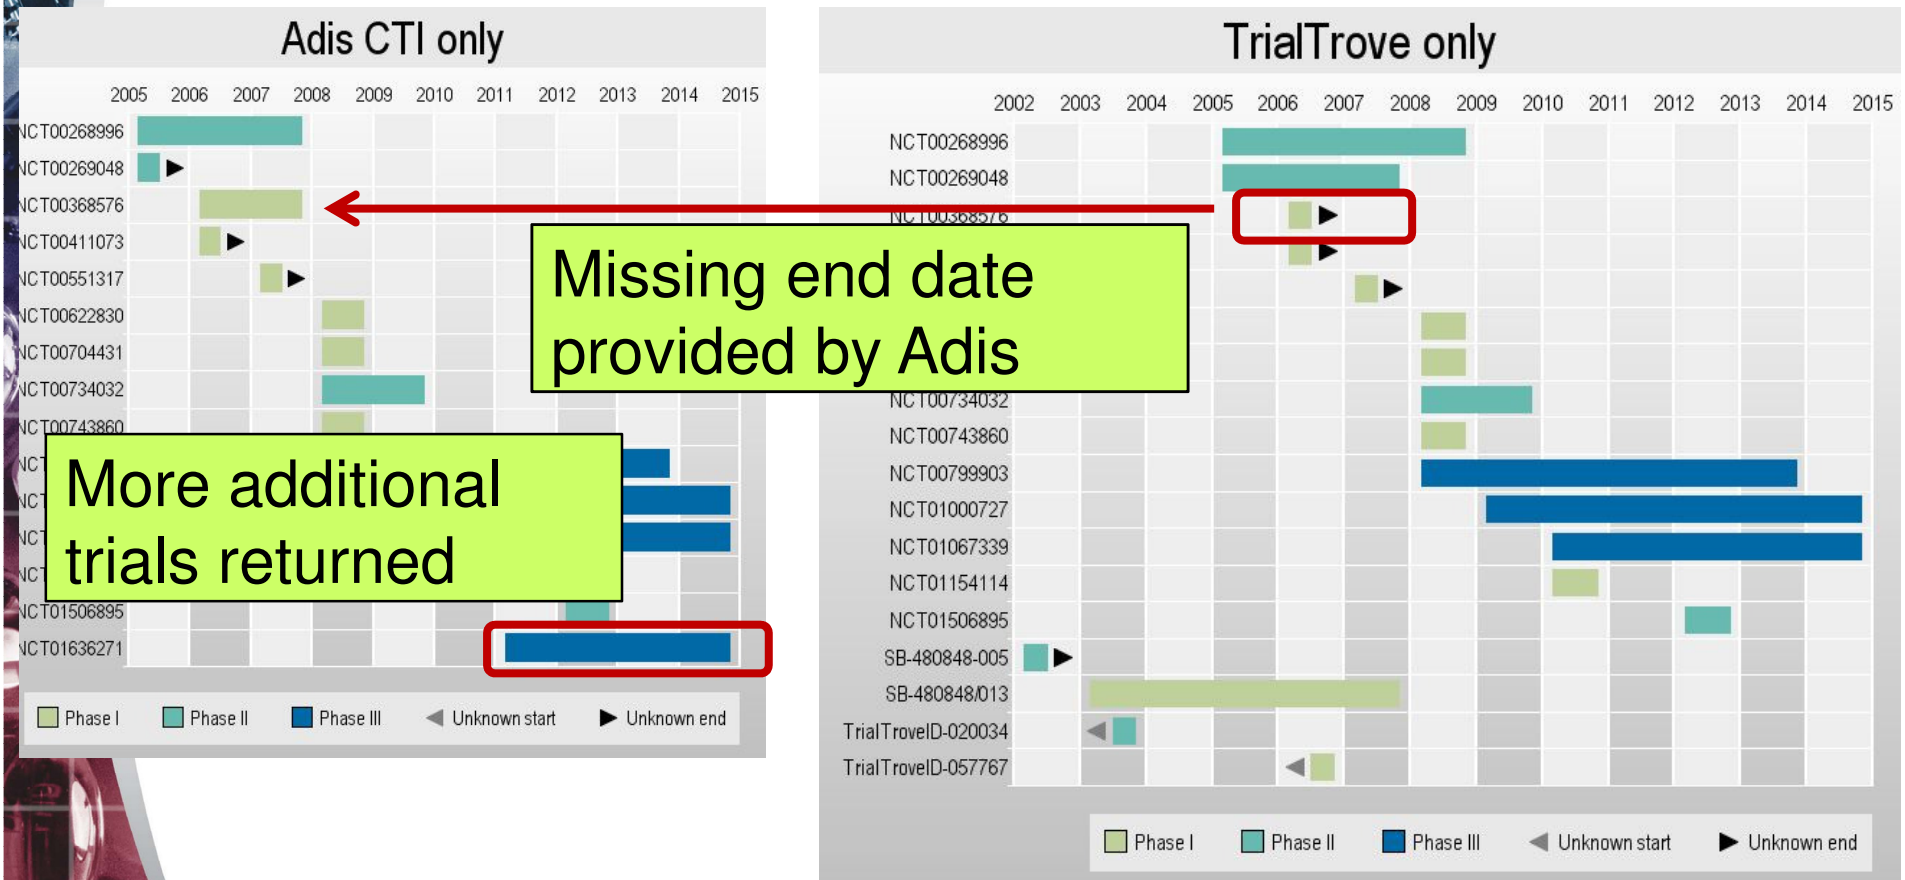 Adis CTI only
2005 2006 2007 2008 2009 2010 2011 2012 2013 2014 2015
NCT00268996
NCT00269048
NCT00368576
NCT00411073
NCT00551317
NCT00622830
NCT00704431
NCT00734032
NCT00743860
NCT01506895
NCT01636271
Phase I Phase II Phase III Unknown start Unknown end
More additional
trials returned
Missing end date
provided by Adis
TrialTrove only
2002 2003 2004 2005 2006 2007 2008 2009 2010 2011 2012 2013 2014 2015
NCT00268996
NCT00269048
NCT00368576
NCT00734032
NCT00743860
NCT00799903
NCT01000727
NCT01067339
NCT01154114
NCT01506895
SB-480848-005
SB-480848/013
TrialTroveID-020034
TrialTroveID-057767
Phase I Phase II Phase III Unknown start Unknown end